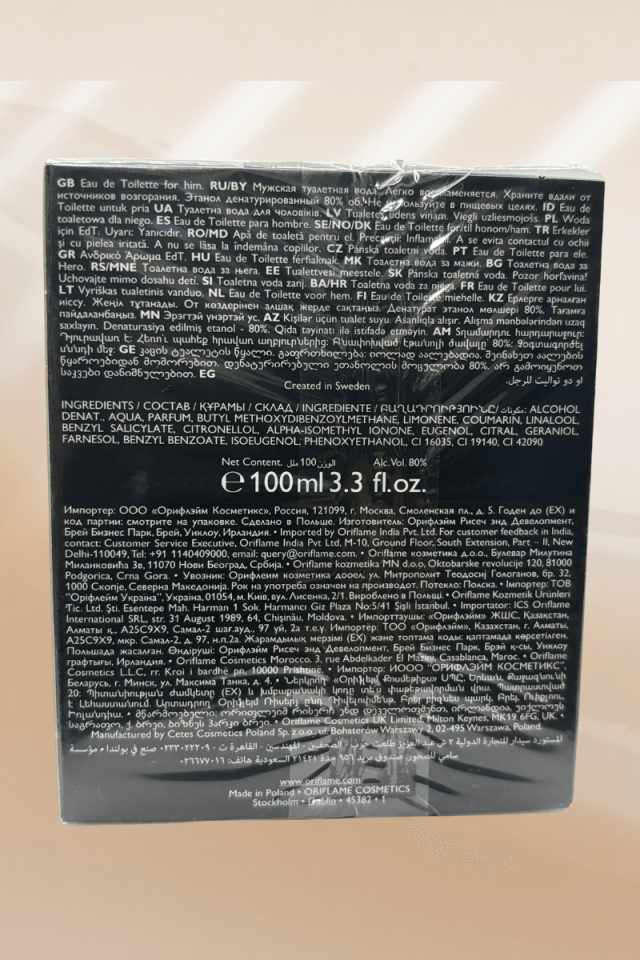 GB Eau de Toilette for him. RU/BY Мужская туалетная вода. Легко воспламеняется. Храните вдали от
источников возгорания. Этанол денатурированный 80% об. Не используйте в пищевых целях. ID Eau de
Toilette untuk pria UA Туалетна вода для чоловіків. LV Tualetes ūdens vīriem. Viegli uzliesmojošs. PL Woda
toaletowa dla niego. ES Eau de Toilette para hombre. SE/NO/DK Eau de Toilette for/til honom/ham. TR Erkekler
için EdT. Uyarı: Yanıcıdır. RO/MD Apă de toaletă pentru el. Precauții: Inflamabil. A se evita contactul cu ochii
și cu pielea iritată. A nu se lăsa la îndemâna copiilor. CZ Pánská toaletní voda. PT Eau de Toilette para ele.
GR Ανδρικό Άρωμα EdT. HU Eau de Toilette férfiaknak. MK Тоалетна вода за мажи. BG Тоалетна вода за
Него. RS/MNE Тоалетна вода за њега. EE Tualettvesi meestele. SK Pánska toaletná voda. Pozor horľavina!
Uchovajte mimo dosahu detí. SI Toaletna voda zanj. BA/HR Toaletna voda za njega. FR Eau de Toilette pour lui.
LT Vyriškas tualetinis vanduo. NL Eau de Toilette voor hem. FI Eau de Toilette miehelle. KZ Ерлерге арналған
иіссу. Жеңіл тұтанады. От көздерінен алшақ жерде сақтаңыз. Денатурат этанол мөлшері 80%. Тағамға
пайдаланбаңыз. MN Эрэгтэй үнэртэй ус. AZ Kişilər üçün tualet suyu. Asanlıqla alışır. Alışma mənbələrindən uzaq
saxlayın. Denaturasiya edilmiş etanol - 80%. Qida təyinatı ilə istifadə etməyin. AM
80%
GE 80%
EG
Created in Sweden
INGREDIENTS / СОСТАВ / ҚҰРАМЫ / СКЛАД / INGREDIENTE / ԲԱՂԱԴՐԻՉՆԵՐ / مكونات: ALCOHOL
DENAT., AQUA, PARFUM, BUTYL METHOXYDIBENZOYLMETHANE, LIMONENE, COUMARIN, LINALOOL,
BENZYL SALICYLATE, CITRONELLOL, ALPHA-ISOMETHYL IONONE, EUGENOL, CITRAL, GERANIOL,
FARNESOL, BENZYL BENZOATE, ISOEUGENOL, PHENOXYETHANOL, CI 16035, CI 19140, CI 42090
Net Content. 100 مل الوزن Alc.Vol. 80%
℮100ml 3.3 fl.oz.
Импортер: ООО «Орифлэйм Косметикс», Россия, 121099, г. Москва, Смоленская пл., д. 5. Годен до (EX) и
код партии: смотрите на упаковке. Сделано в Польше. Изготовитель: Орифлэйм Рисеч энд Девелопмент,
Брей Бизнес Парк, Брей, Уиклоу, Ирландия. • Imported by Oriflame India Pvt. Ltd. For customer feedback in India,
contact: Customer Service Executive, Oriflame India Pvt Ltd, M-10, Ground Floor, South Extension, Part – II, New
Delhi-110049, Tel: +91 1140409000, email: query@oriflame.com. • Oriflame козметика д.о.о., Булевар Милутина
Миланковића 3в, 11070 Нови Београд, Србија. • Oriflame kozmetika MN d.o.o, Oktobarske revolucije 120, 81000
Podgorica, Crna Gora. • Увозник: Орифлејм козметика дооел, ул. Митрополит Теодосиј Гологанов, бр. 32,
1000 Скопје, Северна Македонија. Рок на употреба означен на производот. Потекло: Полска • Імпортер: ТОВ
"Оріфлейм Україна", Україна, 01054, м. Київ, вул. Лисенка, 2/1. Вироблено в Польщі. • Oriflame Kozmetik Ürünleri
Tic. Ltd. Şti. Esentepe Mah. Harman 1 Sok. Harmancı Giz Plaza No:5/41 Şişli İstanbul. • Importator: ICS Oriflame
International SRL, str. 31 August 1989, 64, Chişinău, Moldova. • Импорттаушы: «Орифлэйм» ЖШС, Қазақстан,
Алматы қ., A25C9X9, Самал-2 шағ.ауд. 97 үй, 2а т.е.ү. Импортер: ТОО «Орифлэйм», Казахстан, г. Алматы,
A25C9X9, мкр. Самал-2, д. 97, н.п.2а. Жарамдылық мерзімі (EX) және топтама коды: қаптамада көрсетілген.
Польшада жасалған. Өндіруші: Орифлэйм Рисеч энд Девелопмент, Брей Бизнес Парк, Брэй қ-сы, Уиклоу
графтығы, Ирландия. • Oriflame Cosmetics Morocco, 3, rue Abdelkader El Mazini, Casablanca, Maroc. • Oriflame
Cosmetics L.L.C, rr. Kroi i bardhë pn. 10000 Prishtine. • Импортер: ИООО "ОРИФЛЭЙМ КОСМЕТИКС",
Беларусь, г. Минск, ул. Максима Танка, д. 4. •
20: (EX)
• Oriflame Cosmetics UK Limited, Milton Keynes, MK19 6FG, UK. •
Manufactured by Cetes Cosmetics Poland Sp. z o.o., ul. Bohaterów Warszawy 2, 02-495 Warszawa, Poland.
www.oriflame.com
Made in Poland • ORIFLAME COSMETICS
Stockholm • Dublin • 45382 • 1